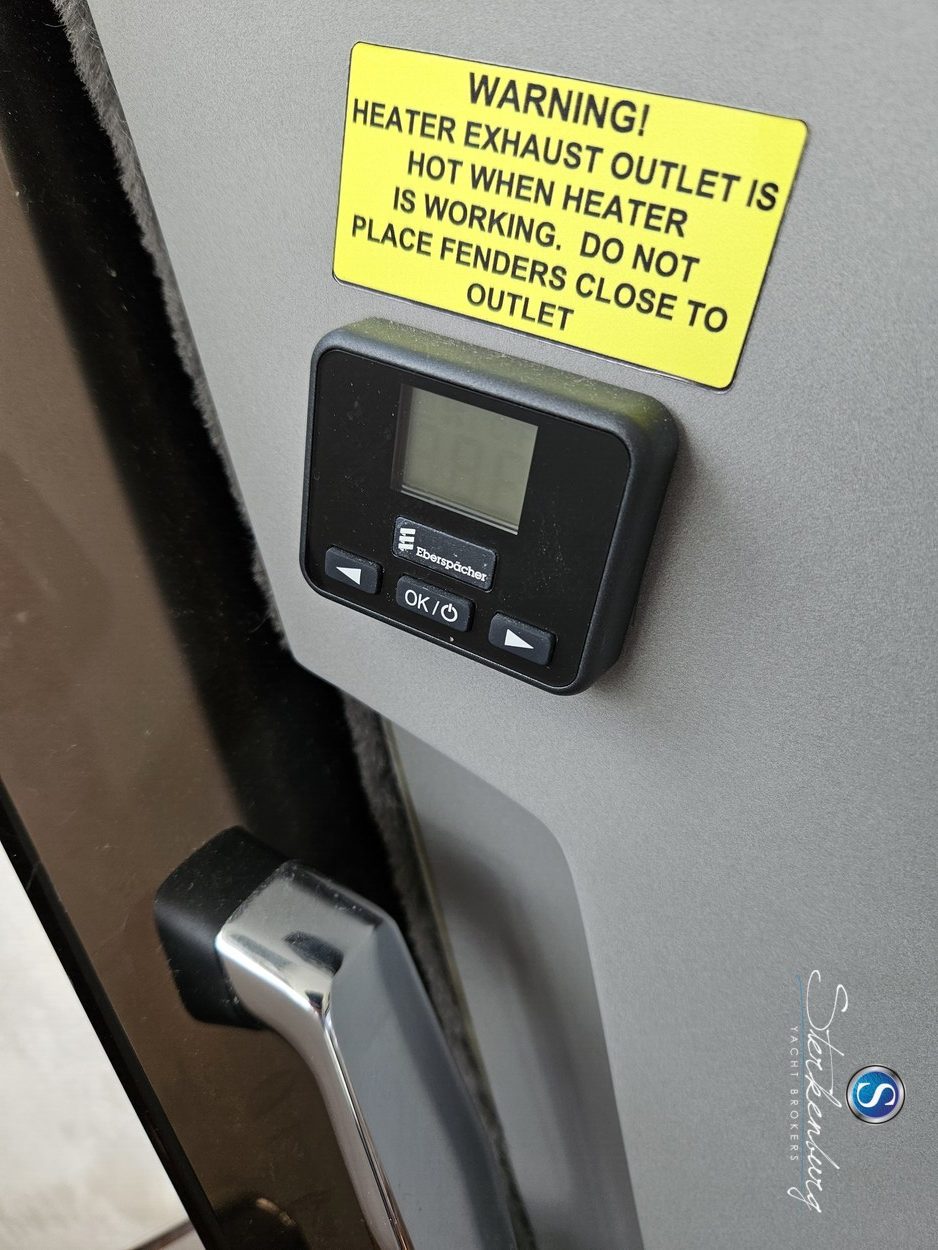 WARNING!
HEATER EXHAUST OUTLET IS
HOT WHEN HEATER
IS WORKING. DO NOT
PLACE FENDERS CLOSE TO
OUTLET
Eberspächer
OK / ⏻
Sterkenburg
YACHT BROKERS
S